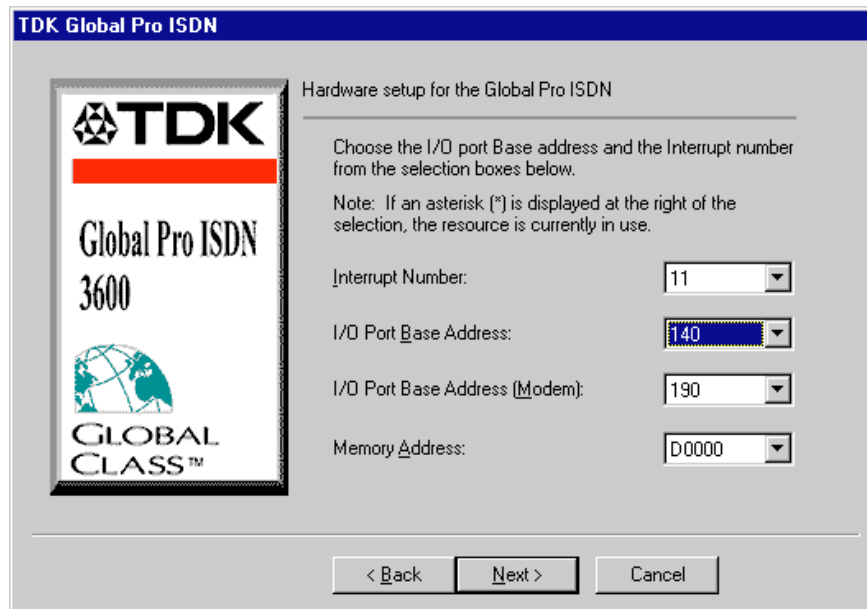 TDK Global Pro ISDN
TDK
Global Pro ISDN
3600
GLOBAL
CLASS™
Hardware setup for the Global Pro ISDN
Choose the I/O port Base address and the Interrupt number
from the selection boxes below.
Note: If an asterisk (*) is displayed at the right of the
selection, the resource is currently in use.
Interrupt Number: 11
I/O Port Base Address: 140
I/O Port Base Address (Modem): 190
Memory Address: D0000
< Back Next > Cancel